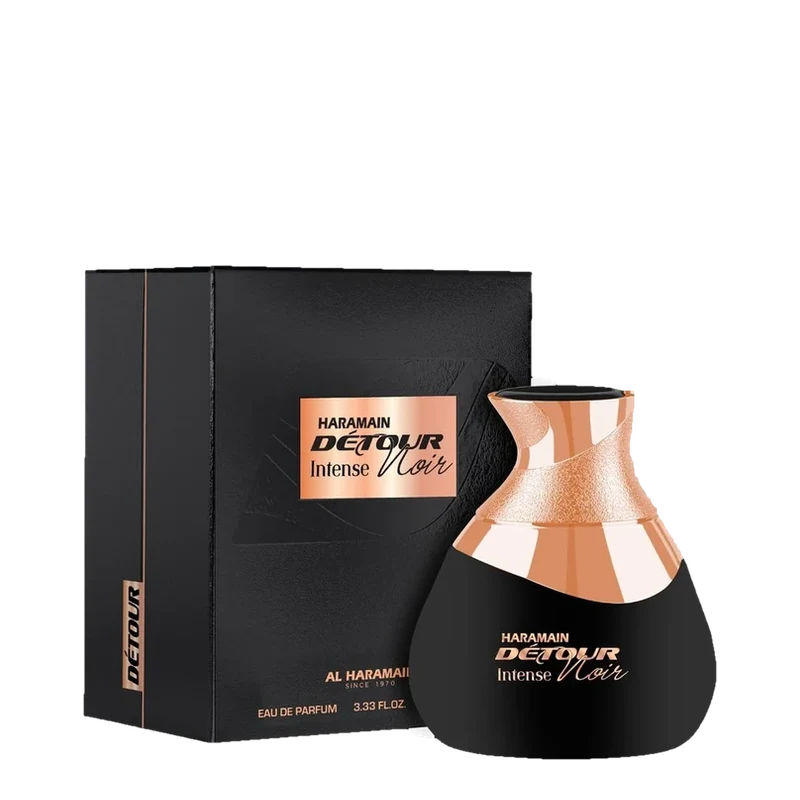 HARAMAIN
DÉTOUR
Intense Noir
DÉTOUR
AL HARAMAIN
SINCE 1970
EAU DE PARFUM 3.33 FL.OZ.
HARAMAIN
DÉTOUR
Intense Noir